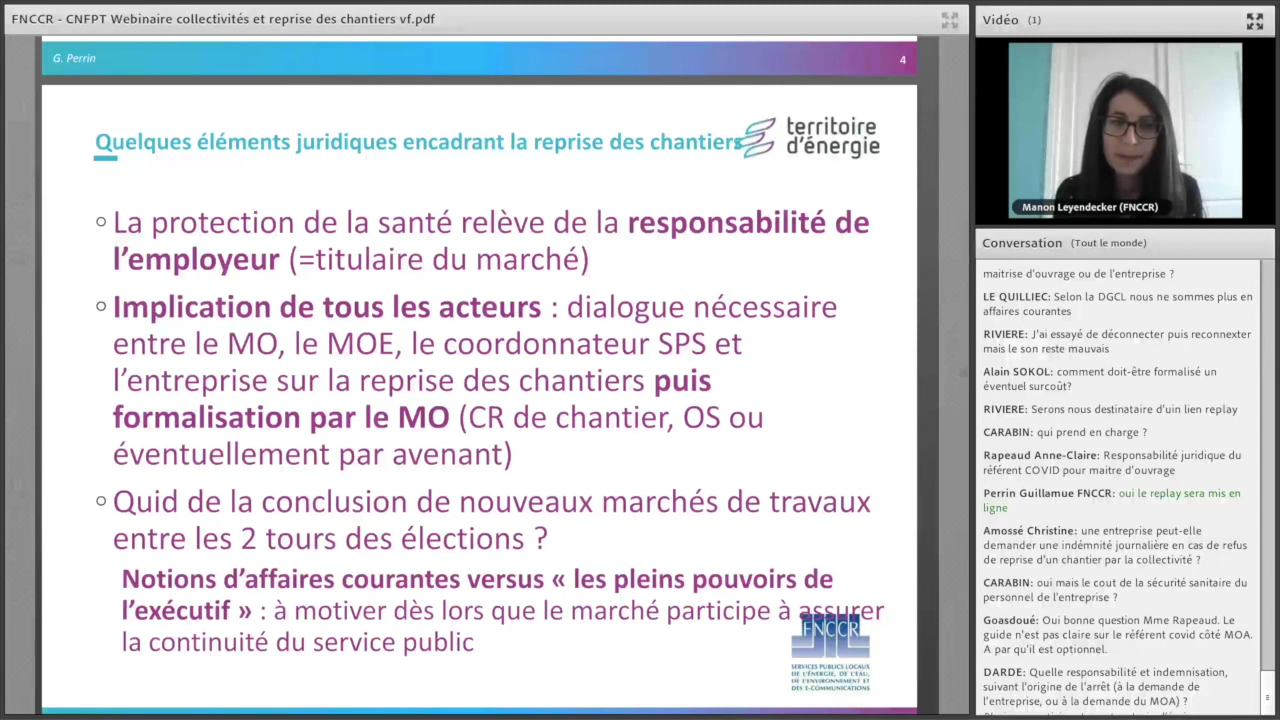 FNCCR - CNFPT Webinaire collectivités et reprise des chantiers vf.pdf
G. Perrin
4
Quelques éléments juridiques encadrant la reprise des chantiers
territoire
d'énergie
La protection de la santé relève de la responsabilité de
l'employeur (=titulaire du marché)
Implication de tous les acteurs : dialogue nécessaire
entre le MO, le MOE, le coordonnateur SPS et
l'entreprise sur la reprise des chantiers puis
formalisation par le MO (CR de chantier, OS ou
éventuellement par avenant)
Quid de la conclusion de nouveaux marchés de travaux
entre les 2 tours des élections ?
Notions d'affaires courantes versus « les pleins pouvoirs de
l'exécutif » : à motiver dès lors que le marché participe à assurer
la continuité du service public
FNCCR
SERVICES PUBLICS LOCAUX
DE L'ÉNERGIE, DE L'EAU,
DE L'ENVIRONNEMENT ET
DES E-COMMUNICATIONS
Vidéo (1)
Manon Leyendecker (FNCCR)
Conversation (Tout le monde)
maitrise d'ouvrage ou de l'entreprise ?
LE QUILLIEC: Selon la DGCL nous ne sommes plus en
affaires courantes
RIVIERE: J'ai essayé de déconnecter puis reconnexter
mais le son reste mauvais
Alain SOKOL: comment doit-être formalisé un
éventuel surcoût?
RIVIERE: Serons nous destinataire d'uin lien replay
CARABIN: qui prend en charge ?
Rapeaud Anne-Claire: Responsabilité juridique du
référent COVID pour maitre d'ouvrage
Perrin Guillamue FNCCR: oui le replay sera mis en
ligne
Amossé Christine: une entreprise peut-elle
demander une indémnité journalière en cas de refus
de reprise d'un chantier par la collectivité ?
CARABIN: oui mais le cout de la sécurité sanitaire du
personnel de l'entreprise ?
Goasdoué: Oui bonne question Mme Rapeaud. Le
guide n'est pas claire sur le référent covid côté MOA.
A par qu'il est optionnel.
DARDE: Quelle responsabilité et indemnisation,
suivant l'origine de l'arrêt (à la demande de
l'entreprise, ou à la demande du MOA) ?